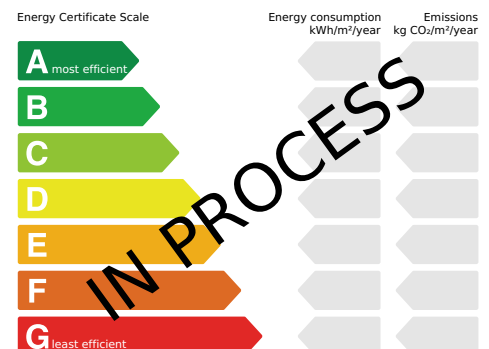 Energy Certificate Scale
Energy consumption
kWh/m²/year
Emissions
kg CO₂/m²/year
A most efficient
B
C
D
E
F
G least efficient
IN PROCESS